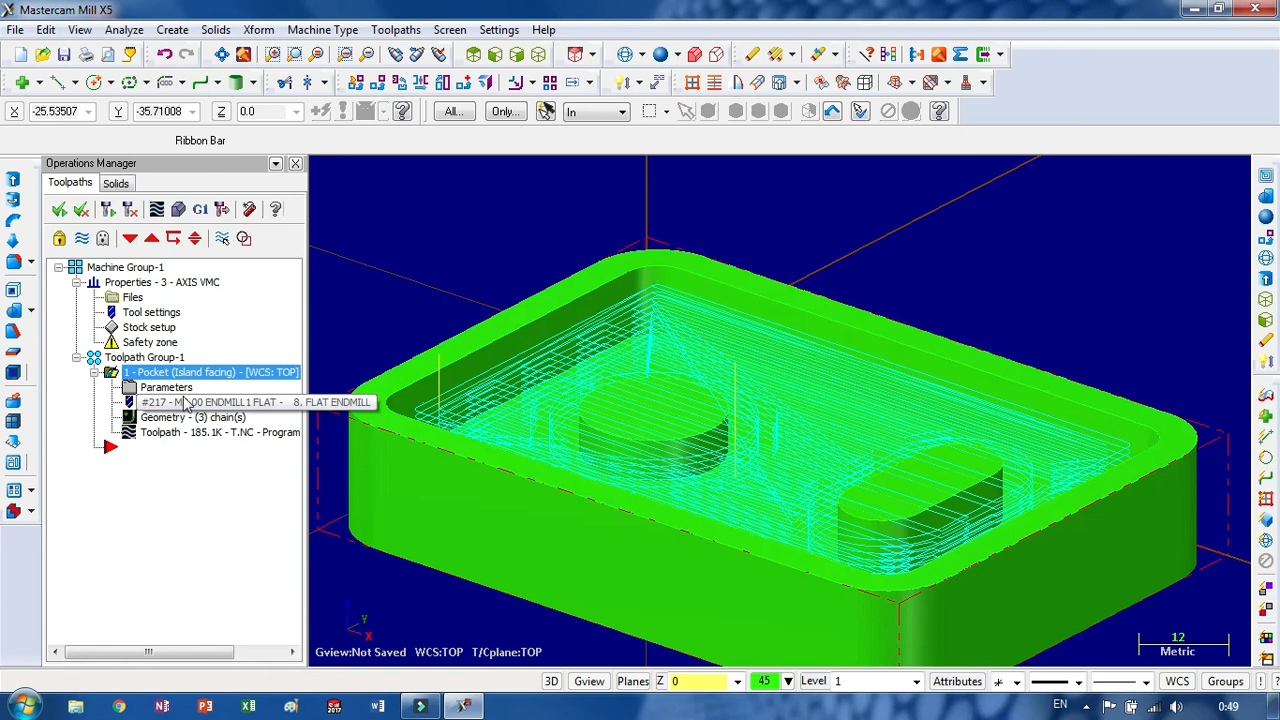 Mastercam Mill X5
File Edit View Analyze Create Solids Xform Machine Type Toolpaths Screen Settings Help
X -25.53507 Y -35.71008 Z 0.0 All... Only... In
Ribbon Bar
Operations Manager
Toolpaths Solids
G1
Machine Group-1
Properties - 3 - AXIS VMC
Files
Tool settings
Stock setup
Safety zone
Toolpath Group-1
1 - Pocket (Island facing) - [WCS: TOP]
Parameters
#217 - M 00 ENDMILL1 FLAT - 8. FLAT ENDMILL
Geometry - (3) chain(s)
Toolpath - 185.1K - T.NC - Program
Y
X
12
Metric
Gview:Not Saved WCS:TOP T/Cplane:TOP
3D Gview Planes Z 0 45 Level 1 Attributes WCS Groups ?
EN 0:49